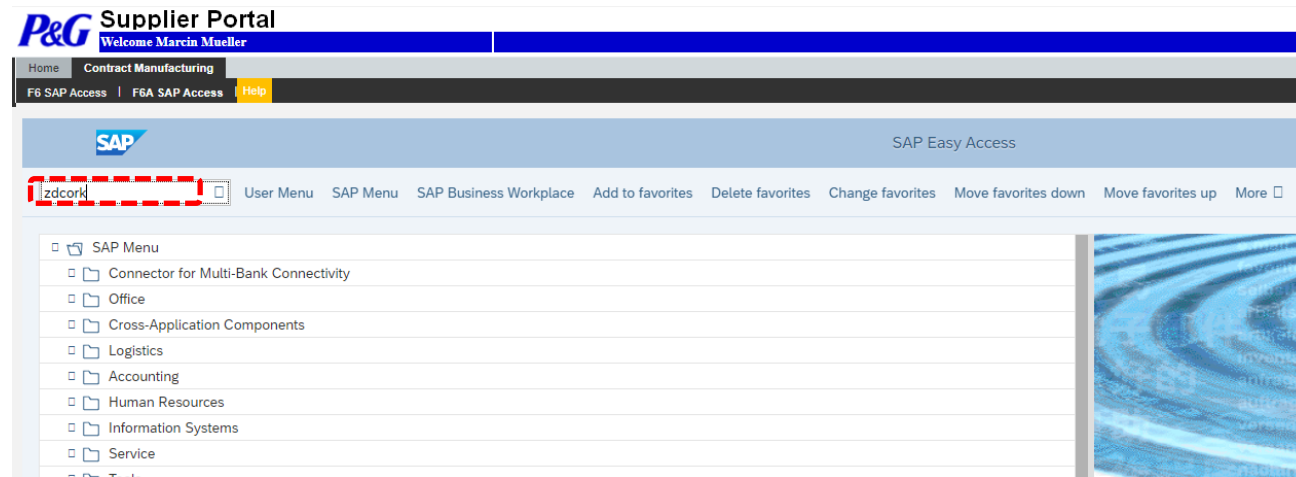 P&G Supplier Portal
Welcome Marcin Mueller
Home Contract Manufacturing
F6 SAP Access | F6A SAP Access | Help
SAP SAP Easy Access
zdcork User Menu SAP Menu SAP Business Workplace Add to favorites Delete favorites Change favorites Move favorites down Move favorites up More
SAP Menu
Connector for Multi-Bank Connectivity
Office
Cross-Application Components
Logistics
Accounting
Human Resources
Information Systems
Service